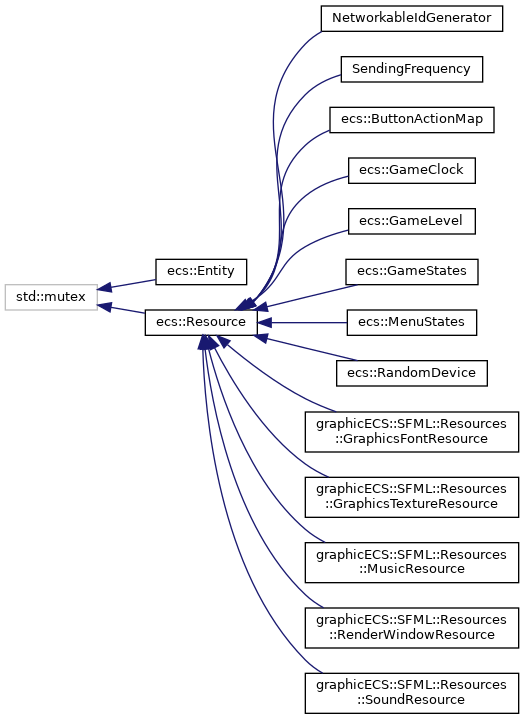 NetworkableIdGenerator
SendingFrequency
ecs::ButtonActionMap
ecs::GameClock
ecs::GameLevel
ecs::Entity
ecs::GameStates
std::mutex
ecs::Resource
ecs::MenuStates
ecs::RandomDevice
graphicECS::SFML::Resources
::GraphicsFontResource
graphicECS::SFML::Resources
::GraphicsTextureResource
graphicECS::SFML::Resources
::MusicResource
graphicECS::SFML::Resources
::RenderWindowResource
graphicECS::SFML::Resources
::SoundResource